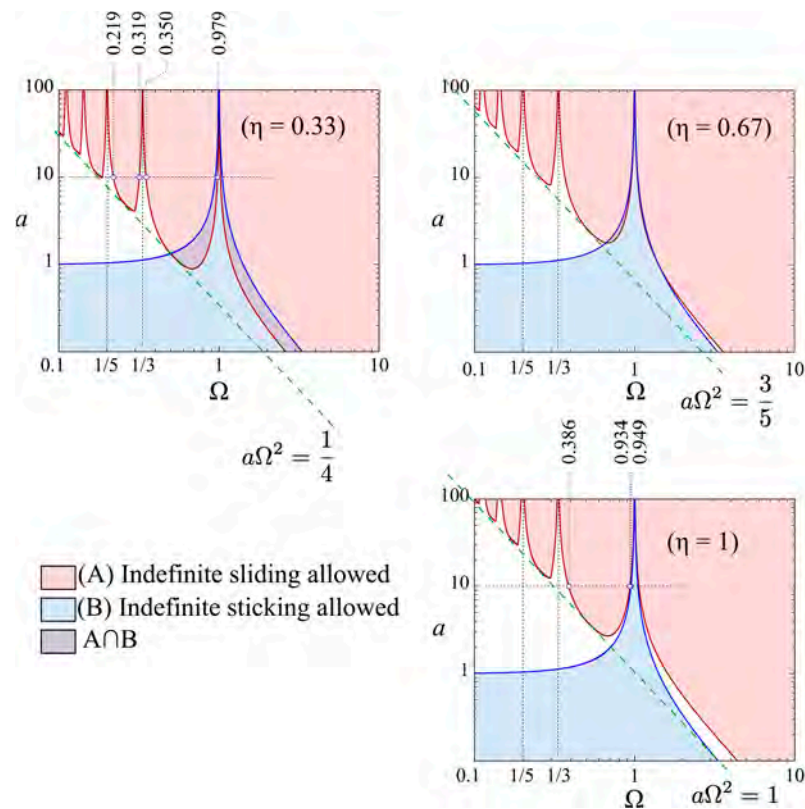 0.219
0.319
0.350
0.979
100
10
a
1
0.1
1/5
1/3
1
10
Ω
(η = 0.33)
aΩ² = 1/4
100
10
a
1
0.1
1/5
1/3
1
10
Ω
(η = 0.67)
aΩ² = 3/5
0.386
0.934
0.949
100
10
a
1
0.1
1/5
1/3
1
10
Ω
(η = 1)
aΩ² = 1
(A) Indefinite sliding allowed
(B) Indefinite sticking allowed
A∩B